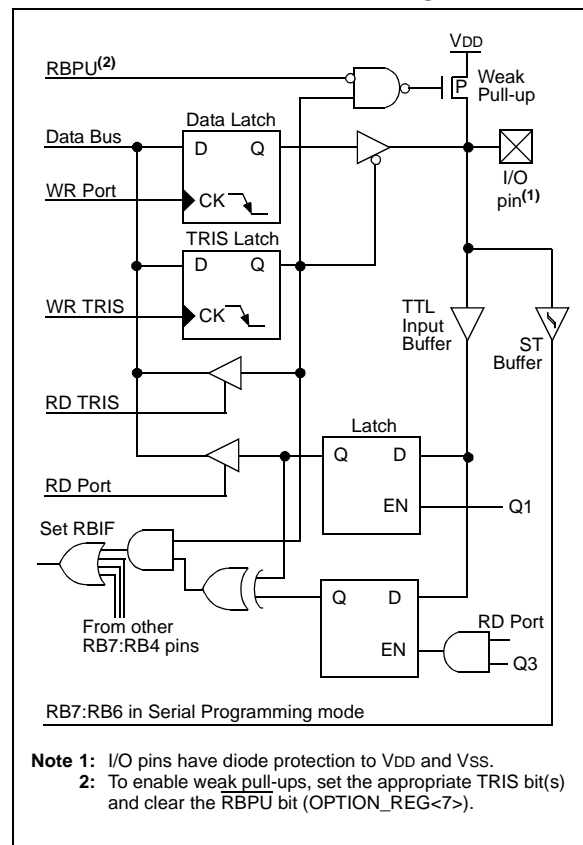 VDD
RBPU(2)
P
Weak
Pull-up
Data Latch
Data Bus
D
Q
I/O
pin(1)
WR Port
CK
TRIS Latch
D
Q
WR TRIS
CK
TTL
Input
Buffer
ST
Buffer
RD TRIS
Latch
Q
D
RD Port
EN
Q1
Set RBIF
Q
D
RD Port
From other
RB7:RB4 pins
EN
Q3
RB7:RB6 in Serial Programming mode
Note 1: I/O pins have diode protection to VDD and VSS.
2: To enable weak pull-ups, set the appropriate TRIS bit(s)
and clear the RBPU bit (OPTION_REG<7>).